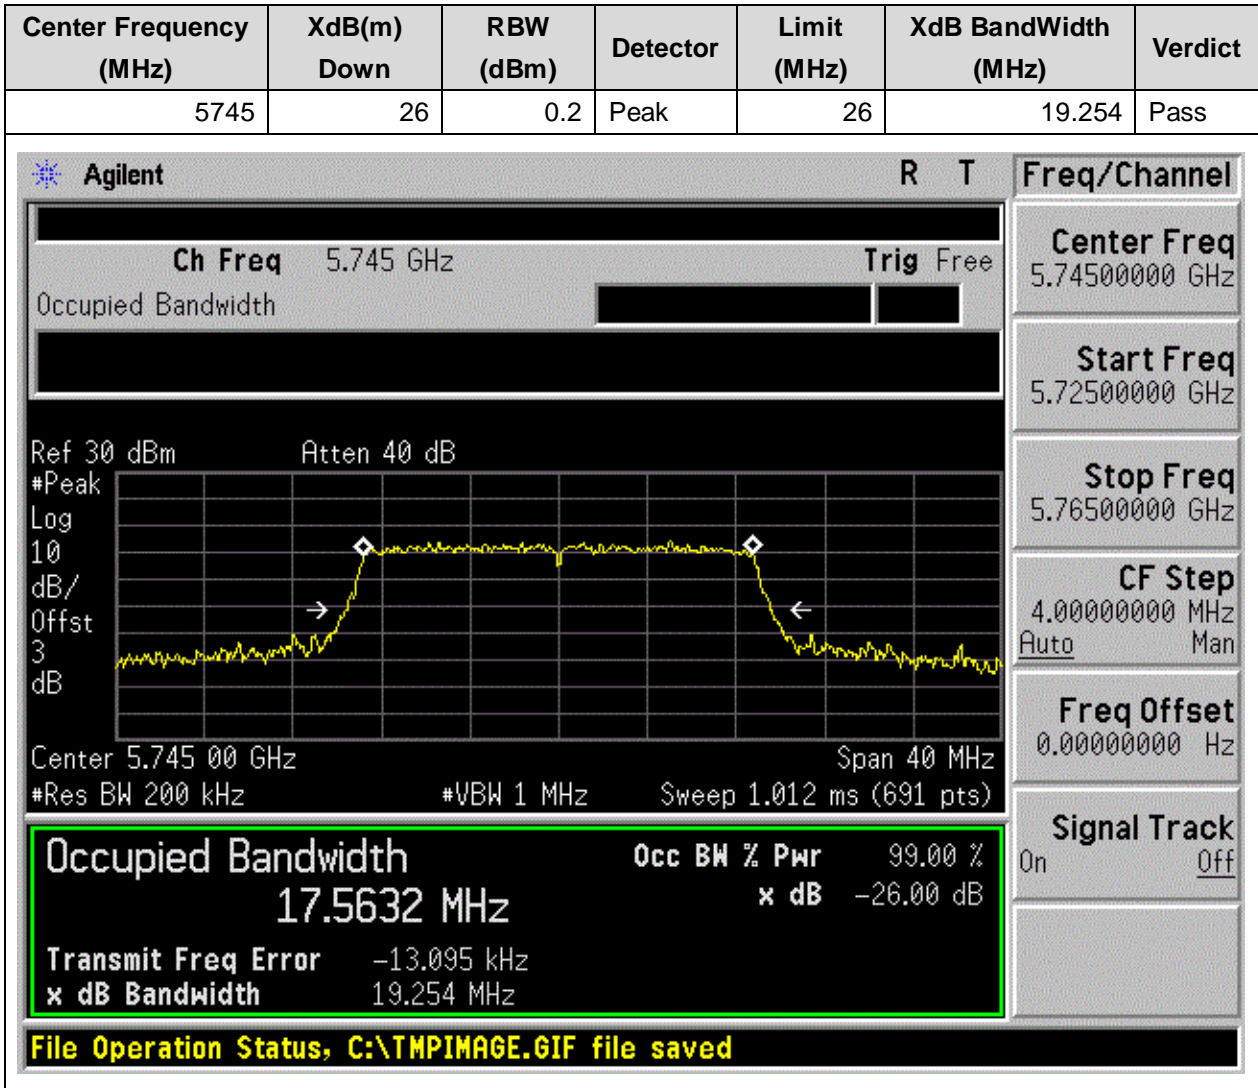 Center Frequency (MHz) XdB(m) Down RBW (dBm) Detector Limit (MHz) XdB BandWidth (MHz) Verdict
5745 26 0.2 Peak 26 19.254 Pass
Agilent R T Freq/Channel
Ch Freq 5.745 GHz Trig Free
Occupied Bandwidth
Center Freq
5.74500000 GHz
Start Freq
5.72500000 GHz
Stop Freq
5.76500000 GHz
CF Step
4.00000000 MHz
Auto Man
Freq Offset
0.00000000 Hz
Signal Track
On Off
Ref 30 dBm Atten 40 dB
#Peak
Log
10
dB/
Offst
3
dB
Center 5.745 00 GHz Span 40 MHz
#Res BW 200 kHz #VBW 1 MHz Sweep 1.012 ms (691 pts)
Occupied Bandwidth Occ BW % Pwr 99.00 %
17.5632 MHz x dB -26.00 dB
Transmit Freq Error -13.095 kHz
x dB Bandwidth 19.254 MHz
File Operation Status, C:\TMPIMAGE.GIF file saved